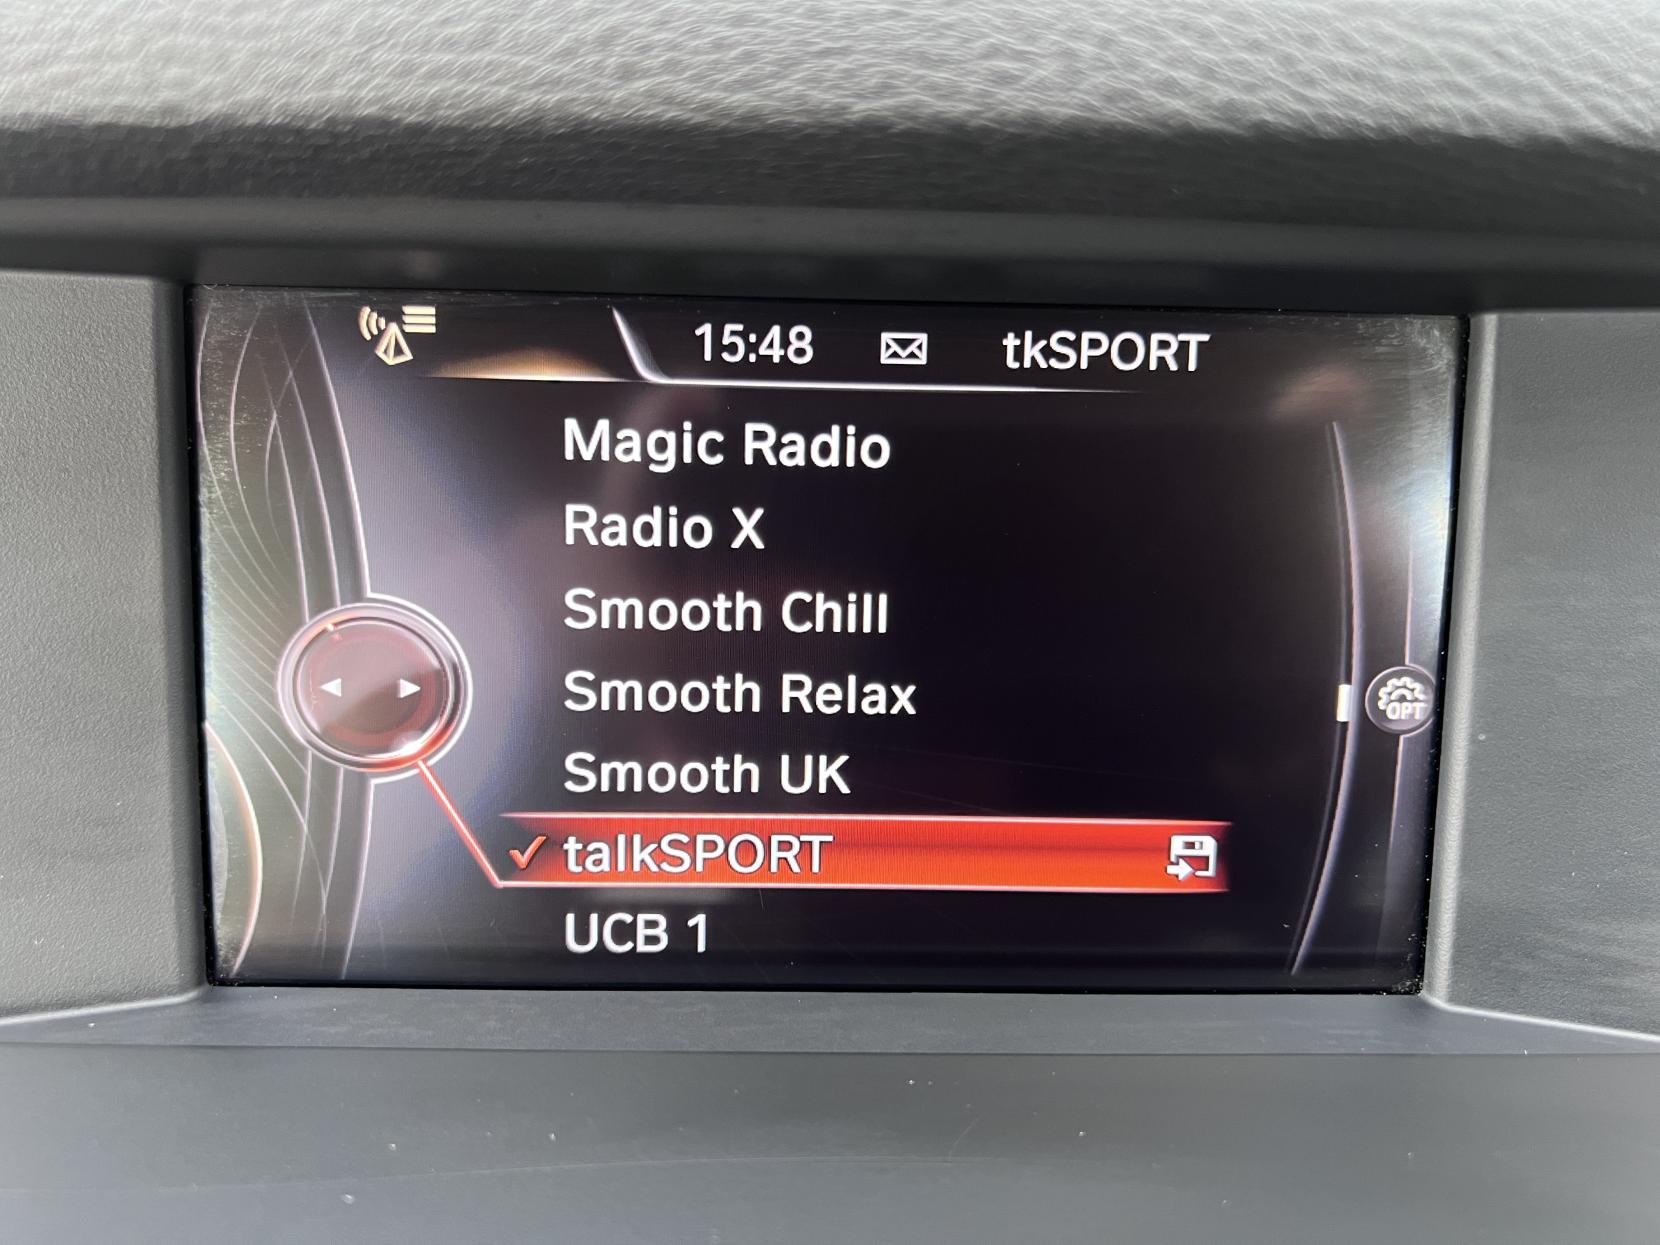 15:48 tkSPORT
Magic Radio
Radio X
Smooth Chill
Smooth Relax
Smooth UK
OPT
talkSPORT
UCB 1